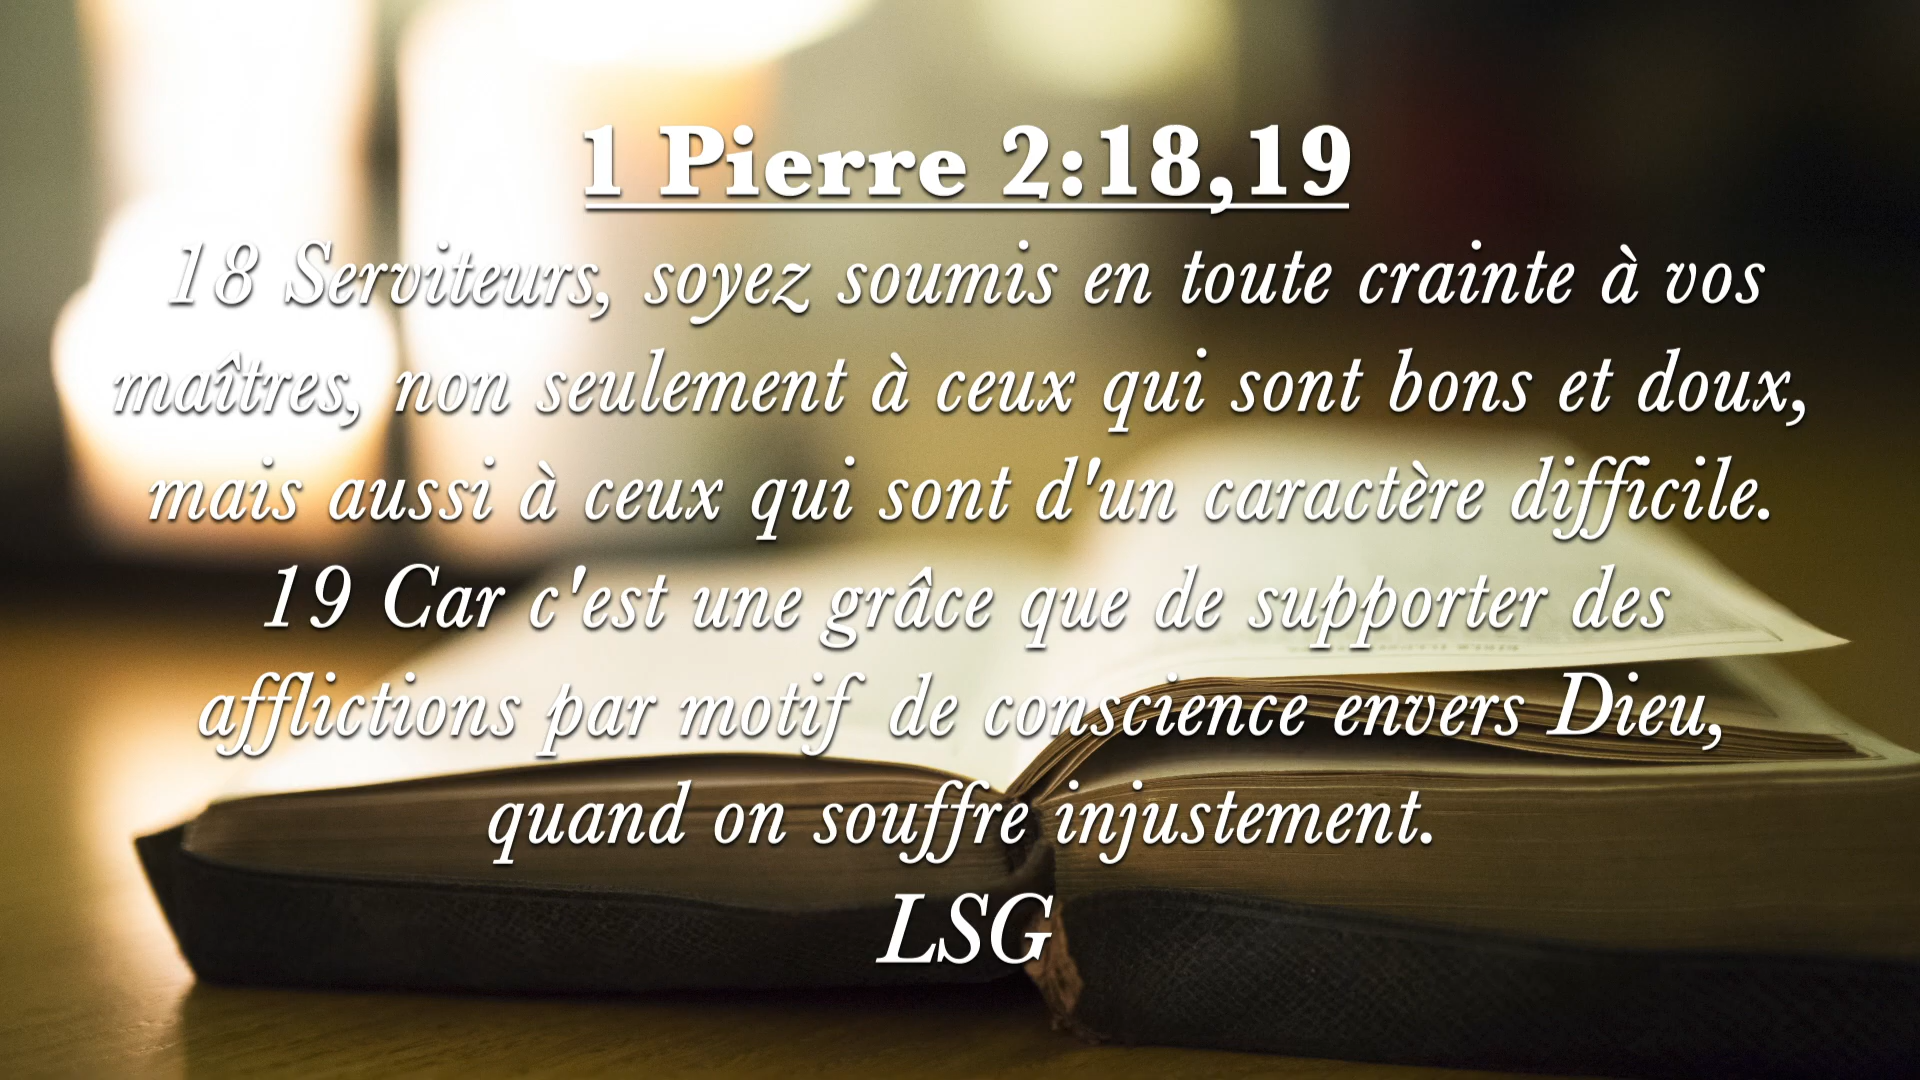 1 Pierre 2:18,19
18 Serviteurs, soyez soumis en toute crainte à vos
maîtres, non seulement à ceux qui sont bons et doux,
mais aussi à ceux qui sont d'un caractère difficile.
19 Car c'est une grâce que de supporter des
afflictions par motif de conscience envers Dieu,
quand on souffre injustement.
LSG